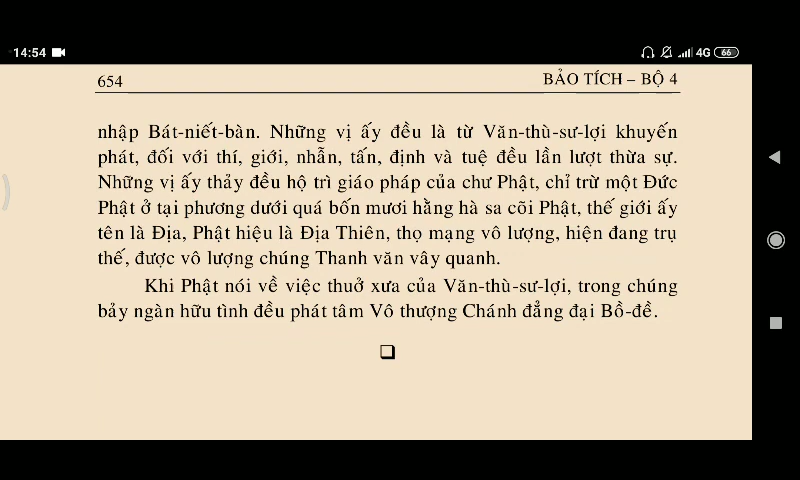 14:54 4G 66
654 BẢO TÍCH – BỘ 4
nhập Bát-niết-bàn. Những vị ấy đều là từ Văn-thù-sư-lợi khuyến
phát, đối với thí, giới, nhẫn, tấn, định và tuệ đều lần lượt thừa sự.
Những vị ấy thảy đều hộ trì giáo pháp của chư Phật, chỉ trừ một Đức
Phật ở tại phương dưới quá bốn mươi hằng hà sa cõi Phật, thế giới ấy
tên là Địa, Phật hiệu là Địa Thiên, thọ mạng vô lượng, hiện đang trụ
thế, được vô lượng chúng Thanh văn vây quanh.
Khi Phật nói về việc thuở xưa của Văn-thù-sư-lợi, trong chúng
bảy ngàn hữu tình đều phát tâm Vô thượng Chánh đẳng đại Bồ-đề.